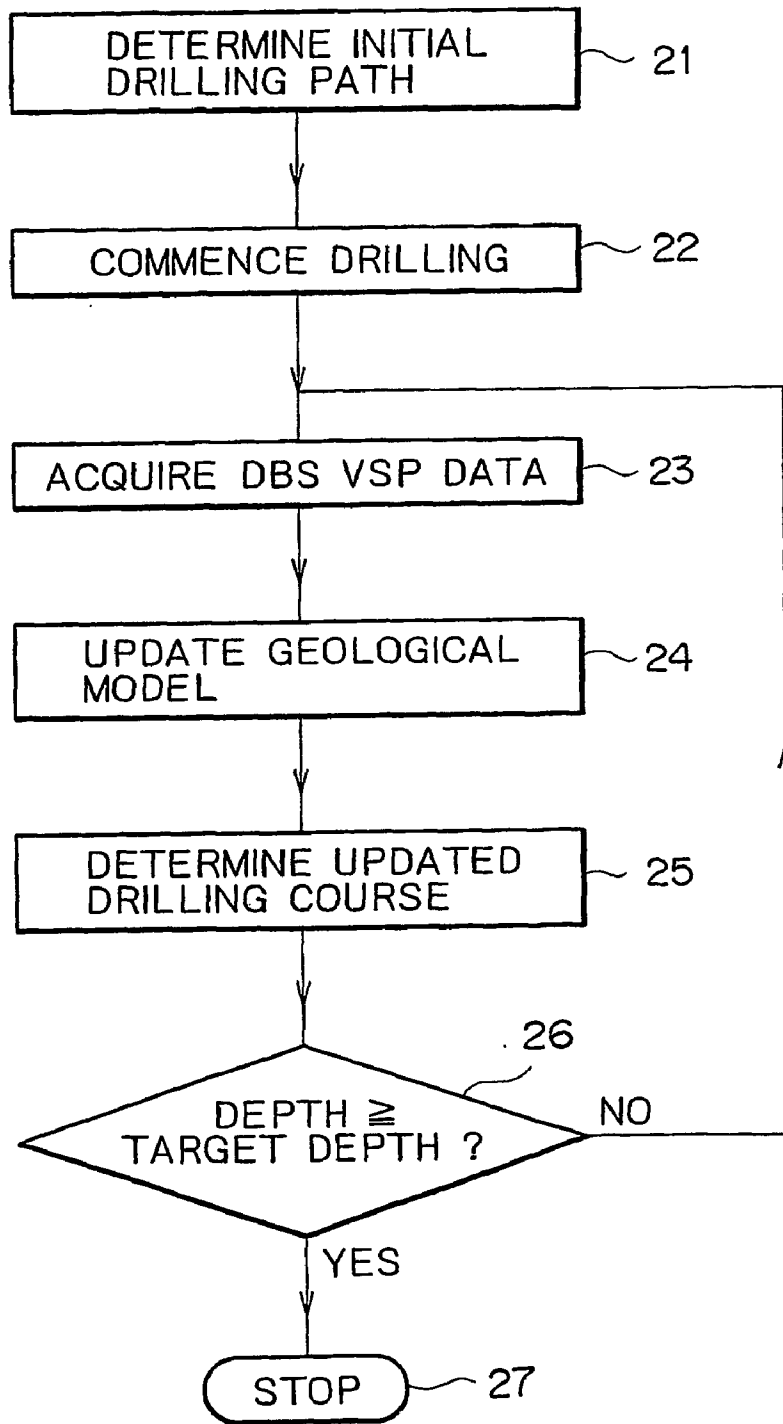 DETERMINE INITIAL
DRILLING PATH
21
COMMENCE DRILLING
22
ACQUIRE DBS VSP DATA
23
UPDATE GEOLOGICAL
MODEL
24
DETERMINE UPDATED
DRILLING COURSE
25
26
DEPTH ≧
TARGET DEPTH ?
NO
YES
STOP
27